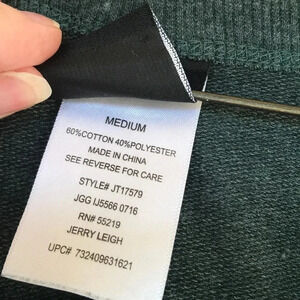 MEDIUM
60%COTTON 40%POLYESTER
MADE IN CHINA
SEE REVERSE FOR CARE
STYLE# JT17579
JGG IJ5566 0716
RN# 55219
JERRY LEIGH
UPC# 732409631621